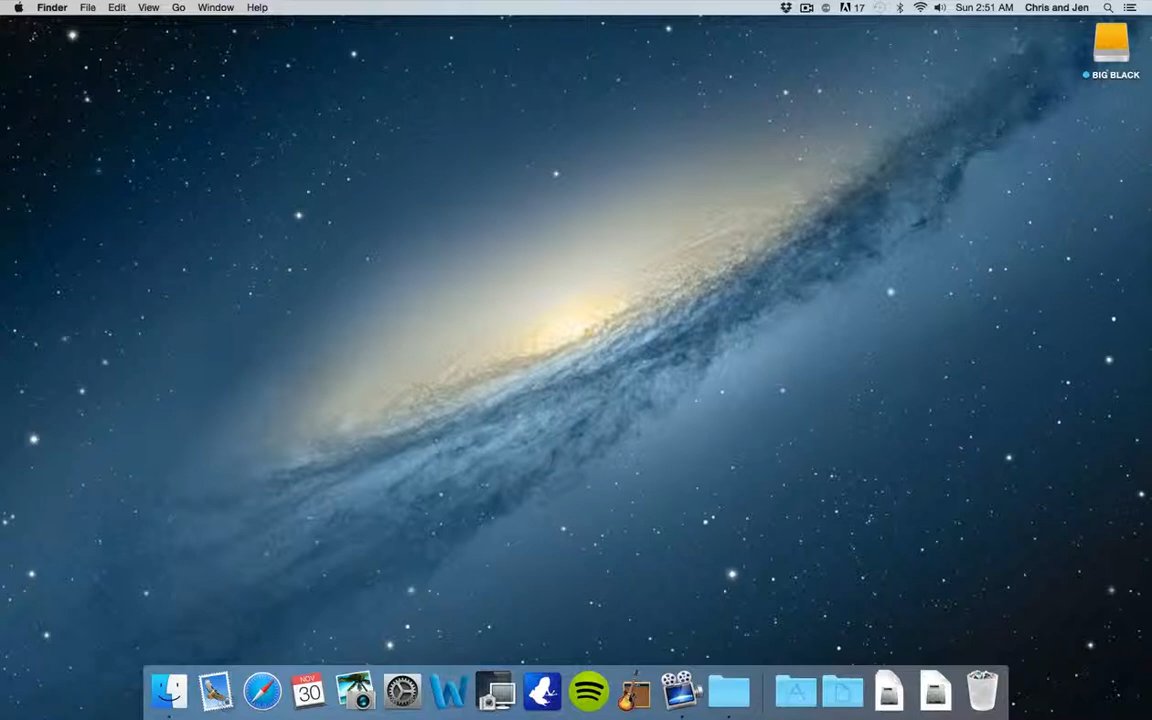 Finder File Edit View Go Window Help 17 Sun 2:51 AM Chris and Jen
BIG BLACK
NOV
30